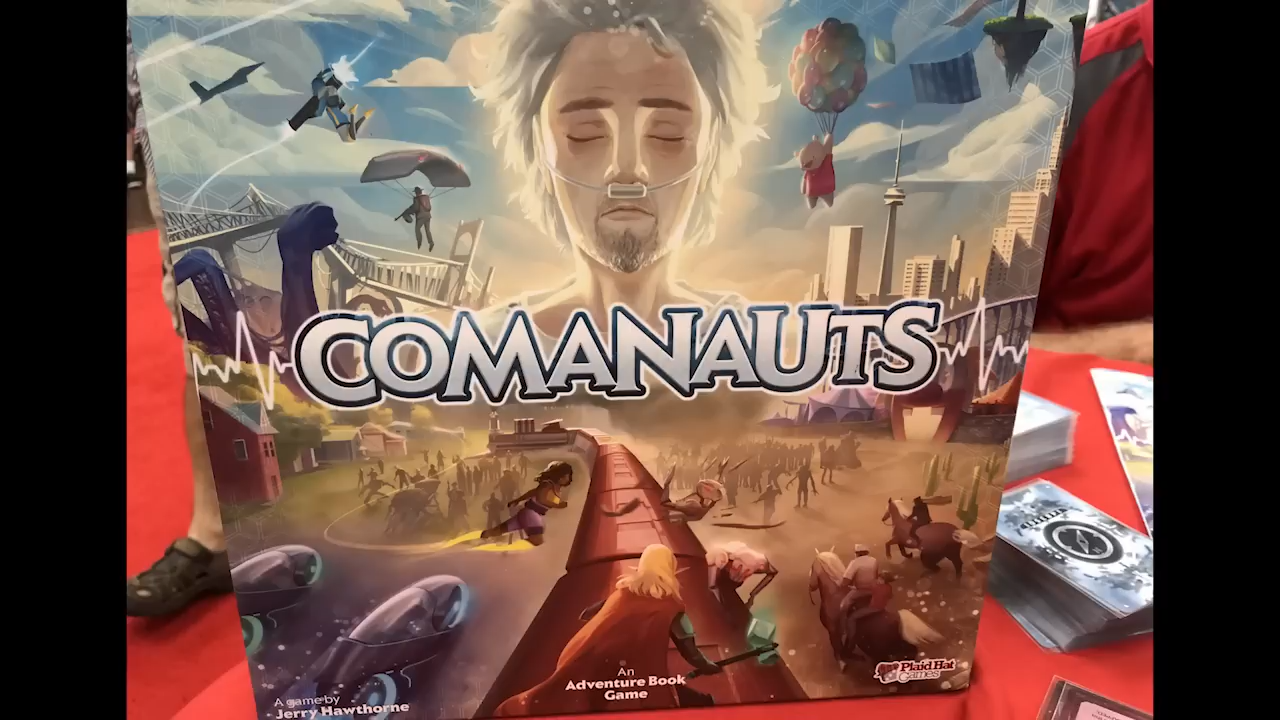 COMANAUTS
An
Adventure Book
Game
A game by
Jerry Hawthorne
Plaid Hat
Games